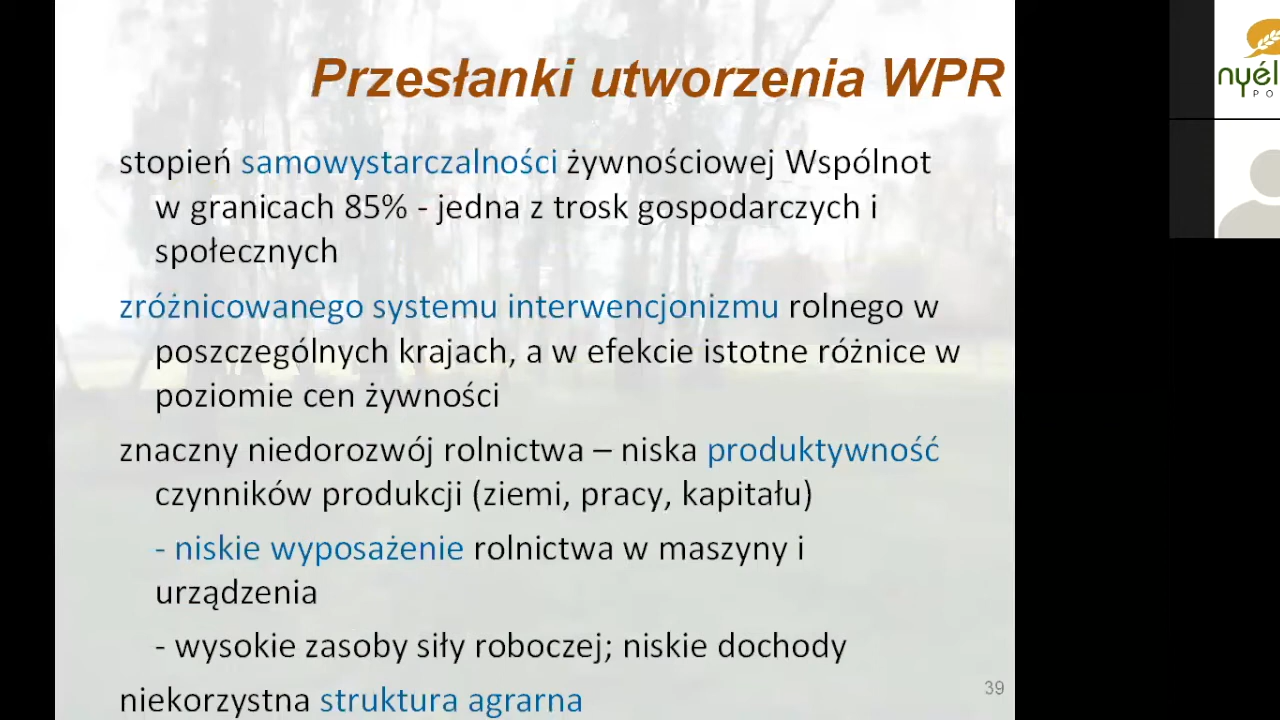 Przesłanki utworzenia WPR
stopień samowystarczalności żywnościowej Wspólnot
w granicach 85% - jedna z trosk gospodarczych i
społecznych
zróżnicowanego systemu interwencjonizmu rolnego w
poszczególnych krajach, a w efekcie istotne różnice w
poziomie cen żywności
znaczny niedorozwój rolnictwa – niska produktywność
czynników produkcji (ziemi, pracy, kapitału)
- niskie wyposażenie rolnictwa w maszyny i
urządzenia
- wysokie zasoby siły roboczej; niskie dochody
niekorzystna struktura agrarna
39
nyél
PO